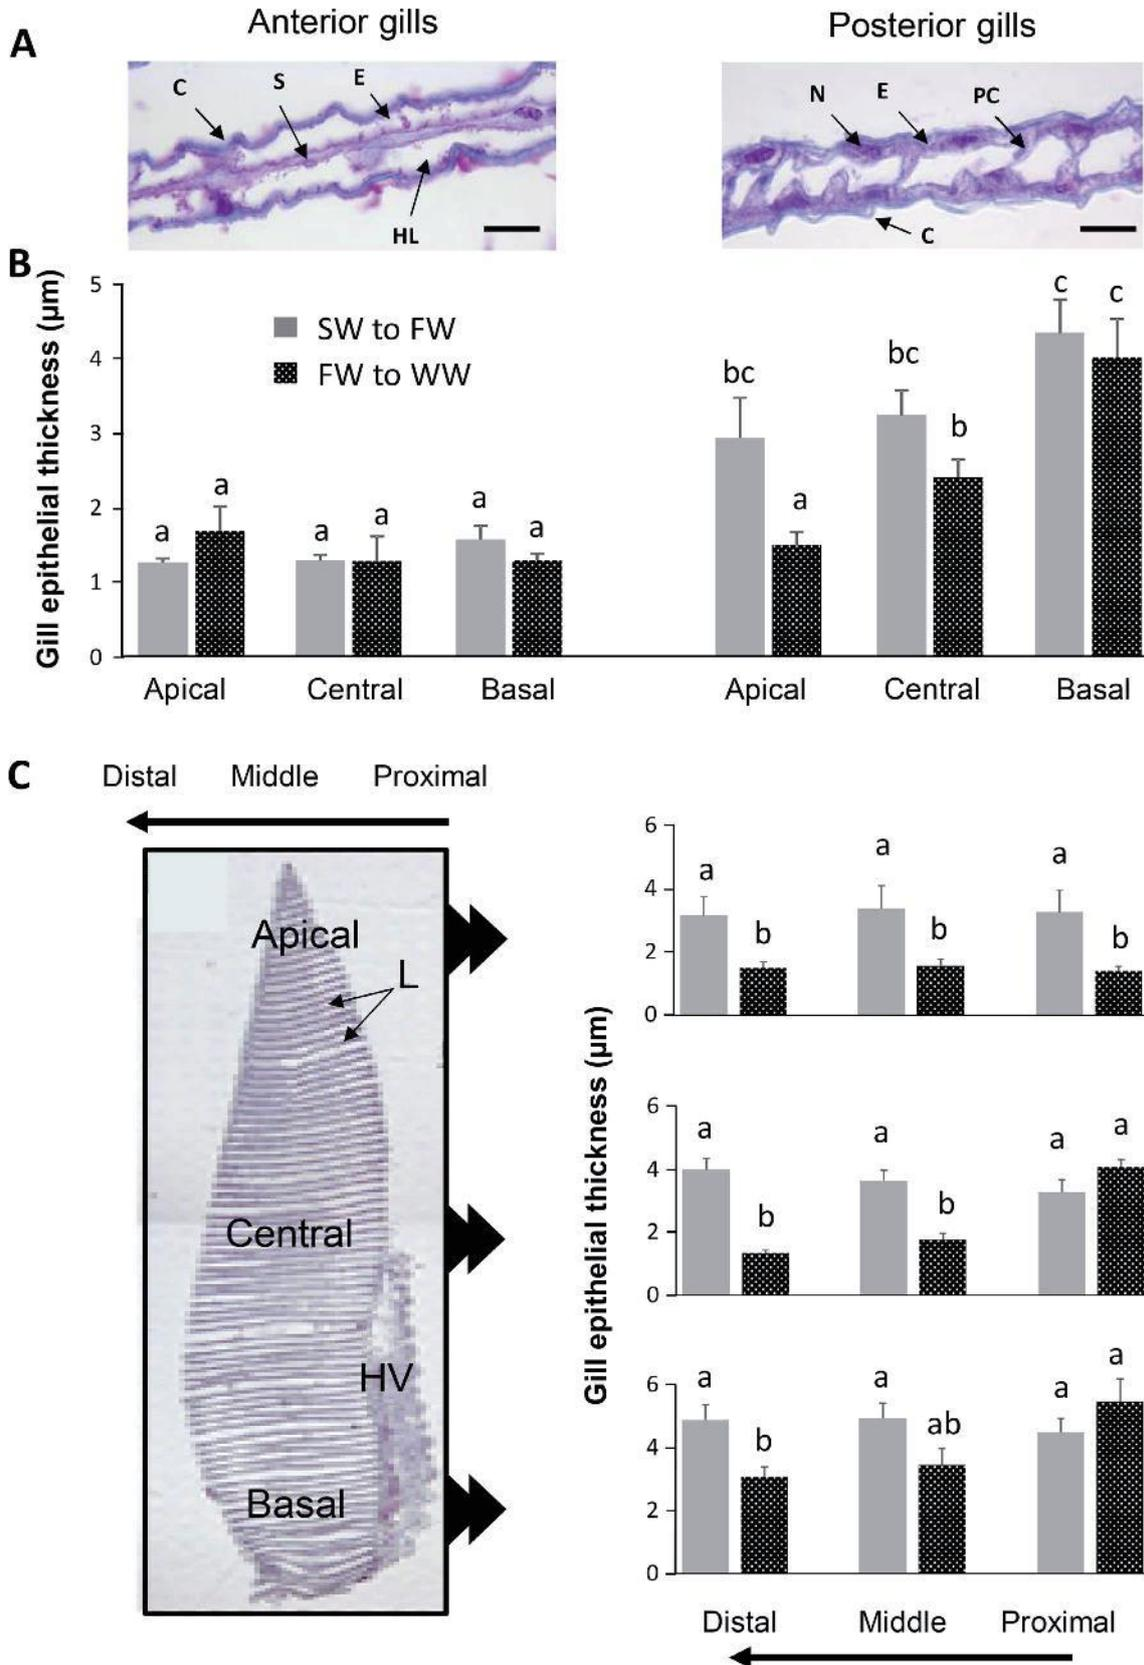 Anterior gills
Posterior gills
A
C
S
E
HL
N
E
PC
C
B
Gill epithelial thickness (μm)
5
4
3
2
1
0
SW to FW
FW to WW
a
a
a
a
a
a
bc
a
bc
b
c
c
Apical
Central
Basal
Apical
Central
Basal
C
Distal
Middle
Proximal
Apical
L
Central
HV
Basal
Gill epithelial thickness (μm)
6
4
2
0
a
b
a
b
a
b
6
4
2
0
a
b
a
b
a
a
6
4
2
0
a
b
a
ab
a
a
Distal
Middle
Proximal